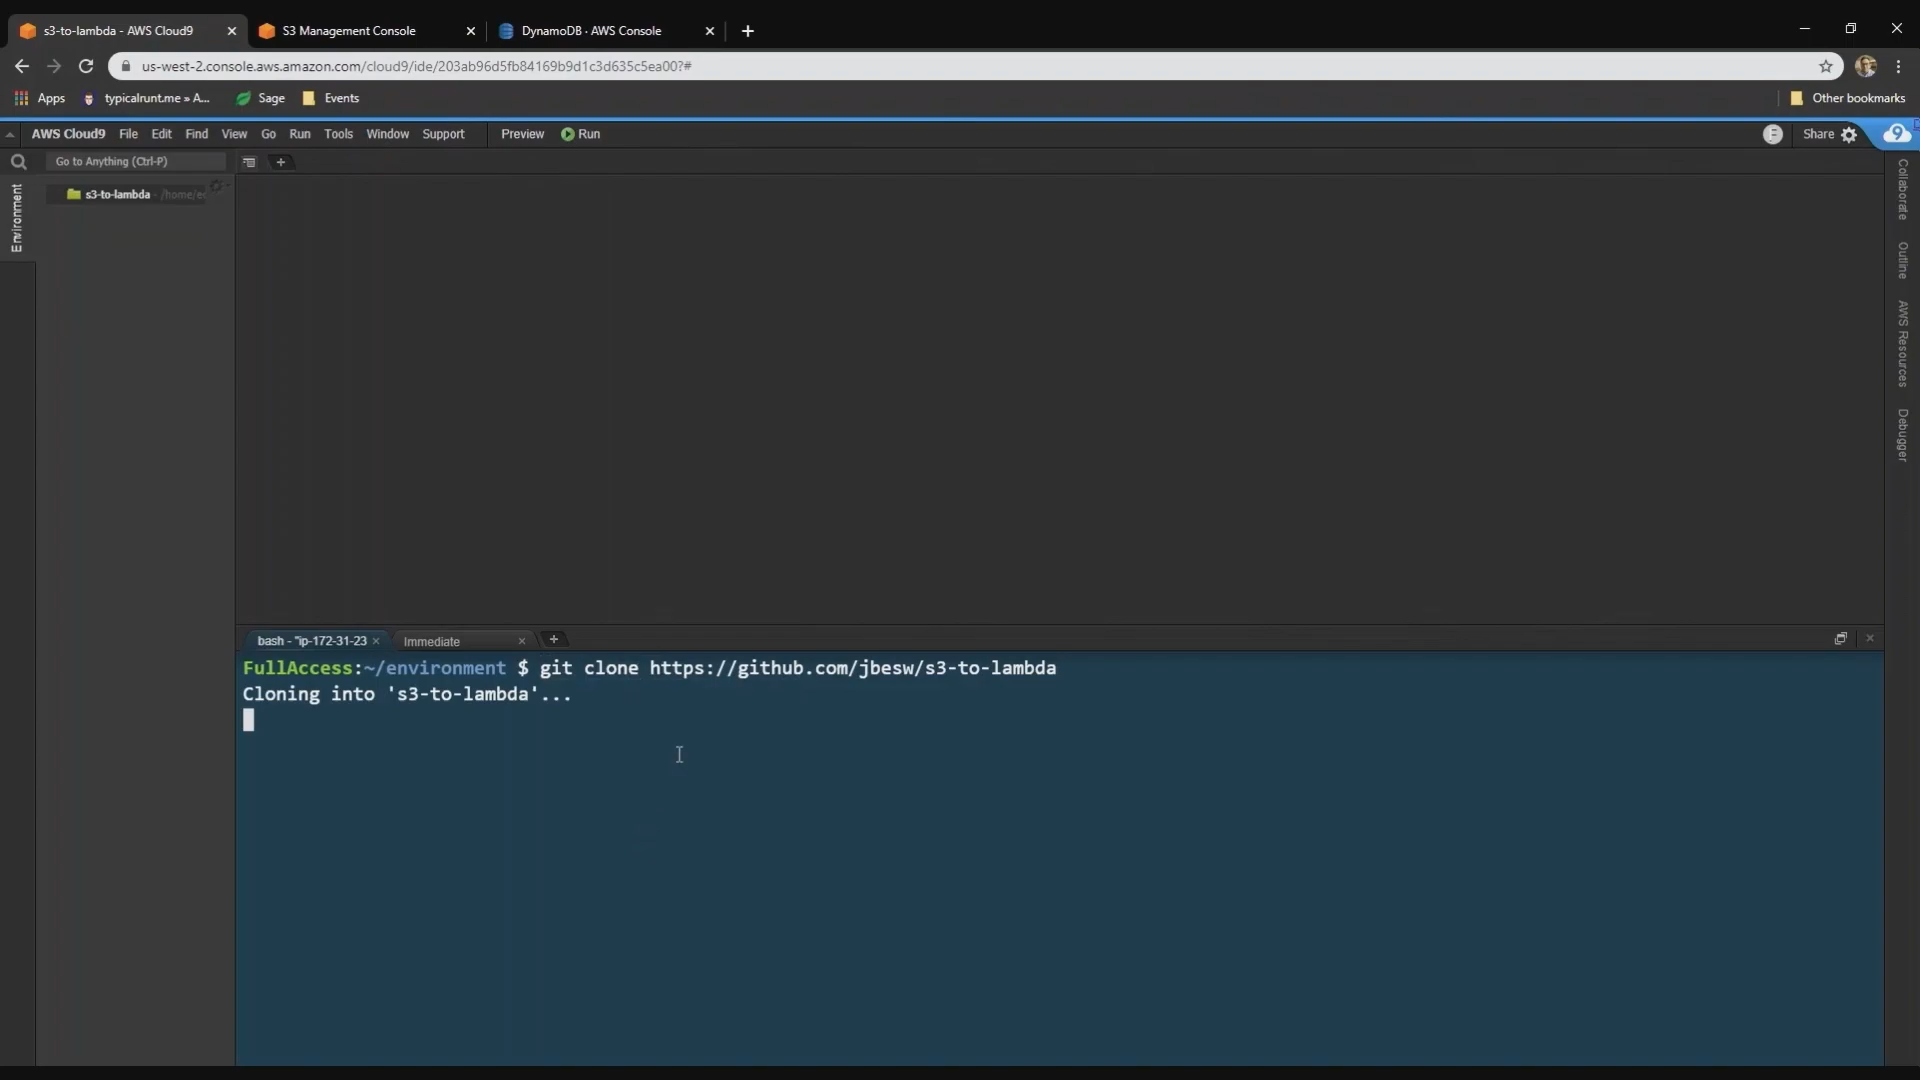 s3-to-lambda - AWS Cloud9
S3 Management Console
DynamoDB · AWS Console
us-west-2.console.aws.amazon.com/cloud9/ide/203ab96d5fb84169b9d1c3d635c5ea00?#
Apps
typicalrunt.me » A...
Sage
Events
Other bookmarks
AWS Cloud9 File Edit Find View Go Run Tools Window Support Preview Run
E
Share
9
Go to Anything (Ctrl-P)
s3-to-lambda - /home/ec
Environment
Collaborate
Outline
AWS Resources
Debugger
bash - "ip-172-31-23
Immediate
FullAccess:~/environment $ git clone https://github.com/jbesw/s3-to-lambda
Cloning into 's3-to-lambda'...